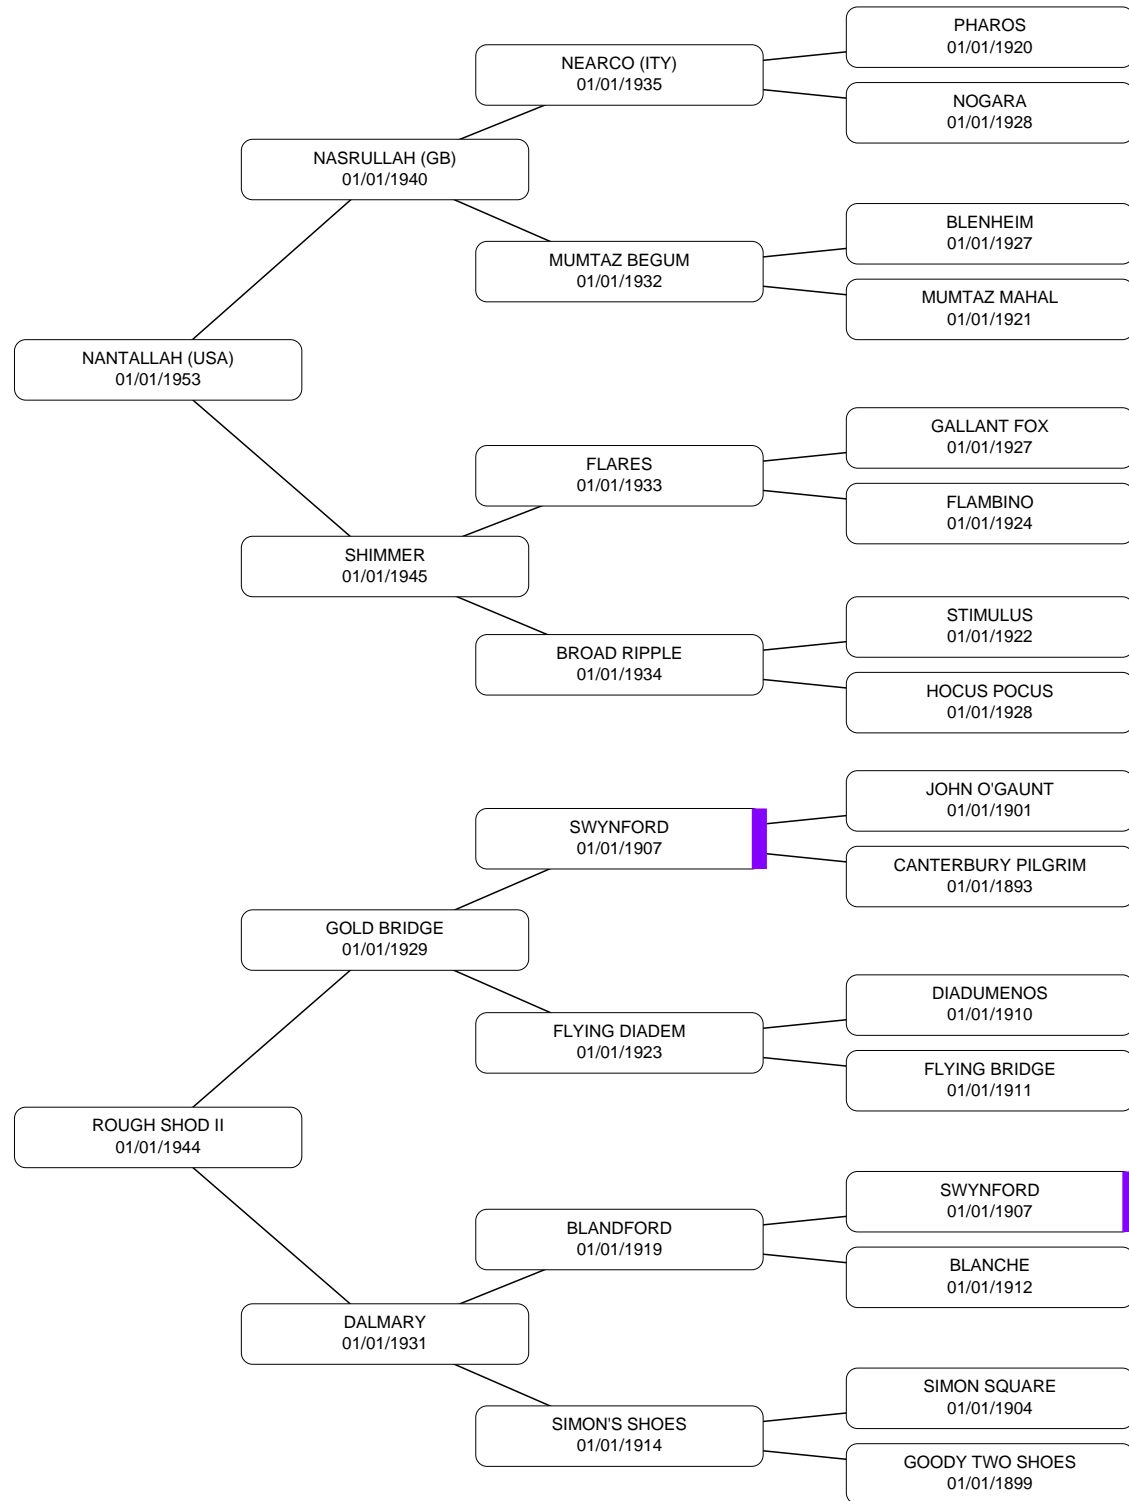 PHAROS
01/01/1920
NEARCO (ITY)
01/01/1935
NOGARA
01/01/1928
NASRULLAH (GB)
01/01/1940
BLENHEIM
01/01/1927
MUMTAZ BEGUM
01/01/1932
MUMTAZ MAHAL
01/01/1921
NANTALLAH (USA)
01/01/1953
GALLANT FOX
01/01/1927
FLARES
01/01/1933
FLAMBINO
01/01/1924
SHIMMER
01/01/1945
STIMULUS
01/01/1922
BROAD RIPPLE
01/01/1934
HOCUS POCUS
01/01/1928
JOHN O'GAUNT
01/01/1901
SWYNFORD
01/01/1907
CANTERBURY PILGRIM
01/01/1893
GOLD BRIDGE
01/01/1929
DIADUMENOS
01/01/1910
FLYING DIADEM
01/01/1923
FLYING BRIDGE
01/01/1911
ROUGH SHOD II
01/01/1944
SWYNFORD
01/01/1907
BLANDFORD
01/01/1919
BLANCHE
01/01/1912
DALMARY
01/01/1931
SIMON SQUARE
01/01/1904
SIMON'S SHOES
01/01/1914
GOODY TWO SHOES
01/01/1899